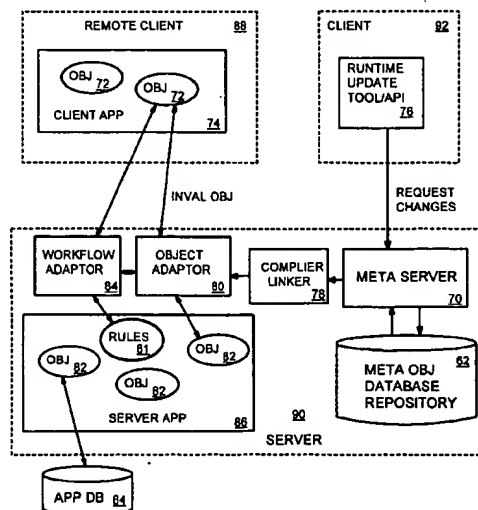 REMOTE CLIENT 88
OBJ
72
OBJ
72
CLIENT APP
74
CLIENT 92
RUNTIME
UPDATE
TOOL/API
76
INVAL OBJ
REQUEST
CHANGES
WORKFLOW
ADAPTOR
84
OBJECT
ADAPTOR
80
COMPLIER
LINKER
78
META SERVER
70
RULES
81
OBJ
82
OBJ
82
OBJ
82
SERVER APP 86
META OBJ
DATABASE
REPOSITORY
62
90
SERVER
APP DB 64